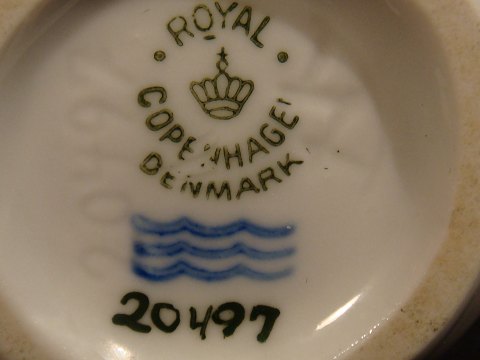 ROYAL
COPENHAGEN
DENMARK
20497